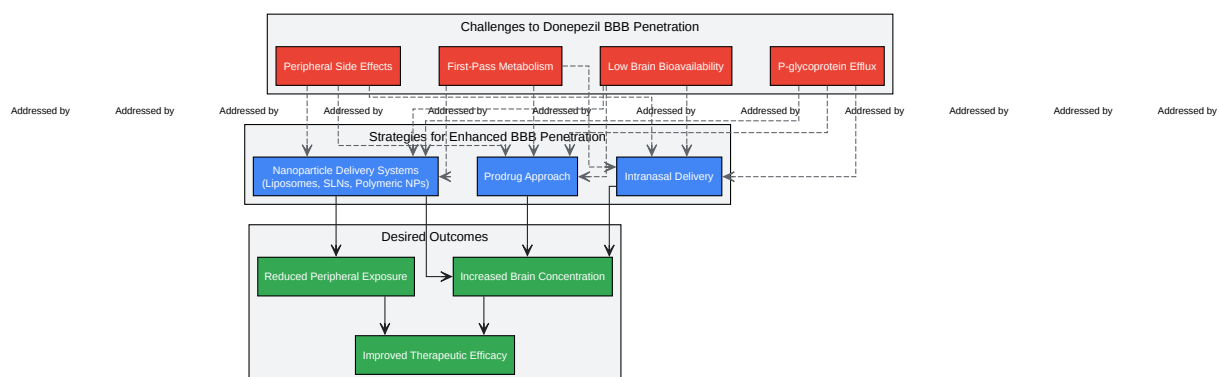 Challenges to Donepezil BBB Penetration
Peripheral Side Effects
First-Pass Metabolism
Low Brain Bioavailability
P-glycoprotein Efflux
Addressed by
Addressed by
Addressed by
Addressed by
Addressed by
Addressed by
Addressed by
Addressed by
Addressed by
Addressed by
Addressed by
Addressed by
Strategies for Enhanced BBB Penetration
Nanoparticle Delivery Systems
(Liposomes, SLNs, Polymeric NPs)
Prodrug Approach
Intranasal Delivery
Desired Outcomes
Reduced Peripheral Exposure
Increased Brain Concentration
Improved Therapeutic Efficacy